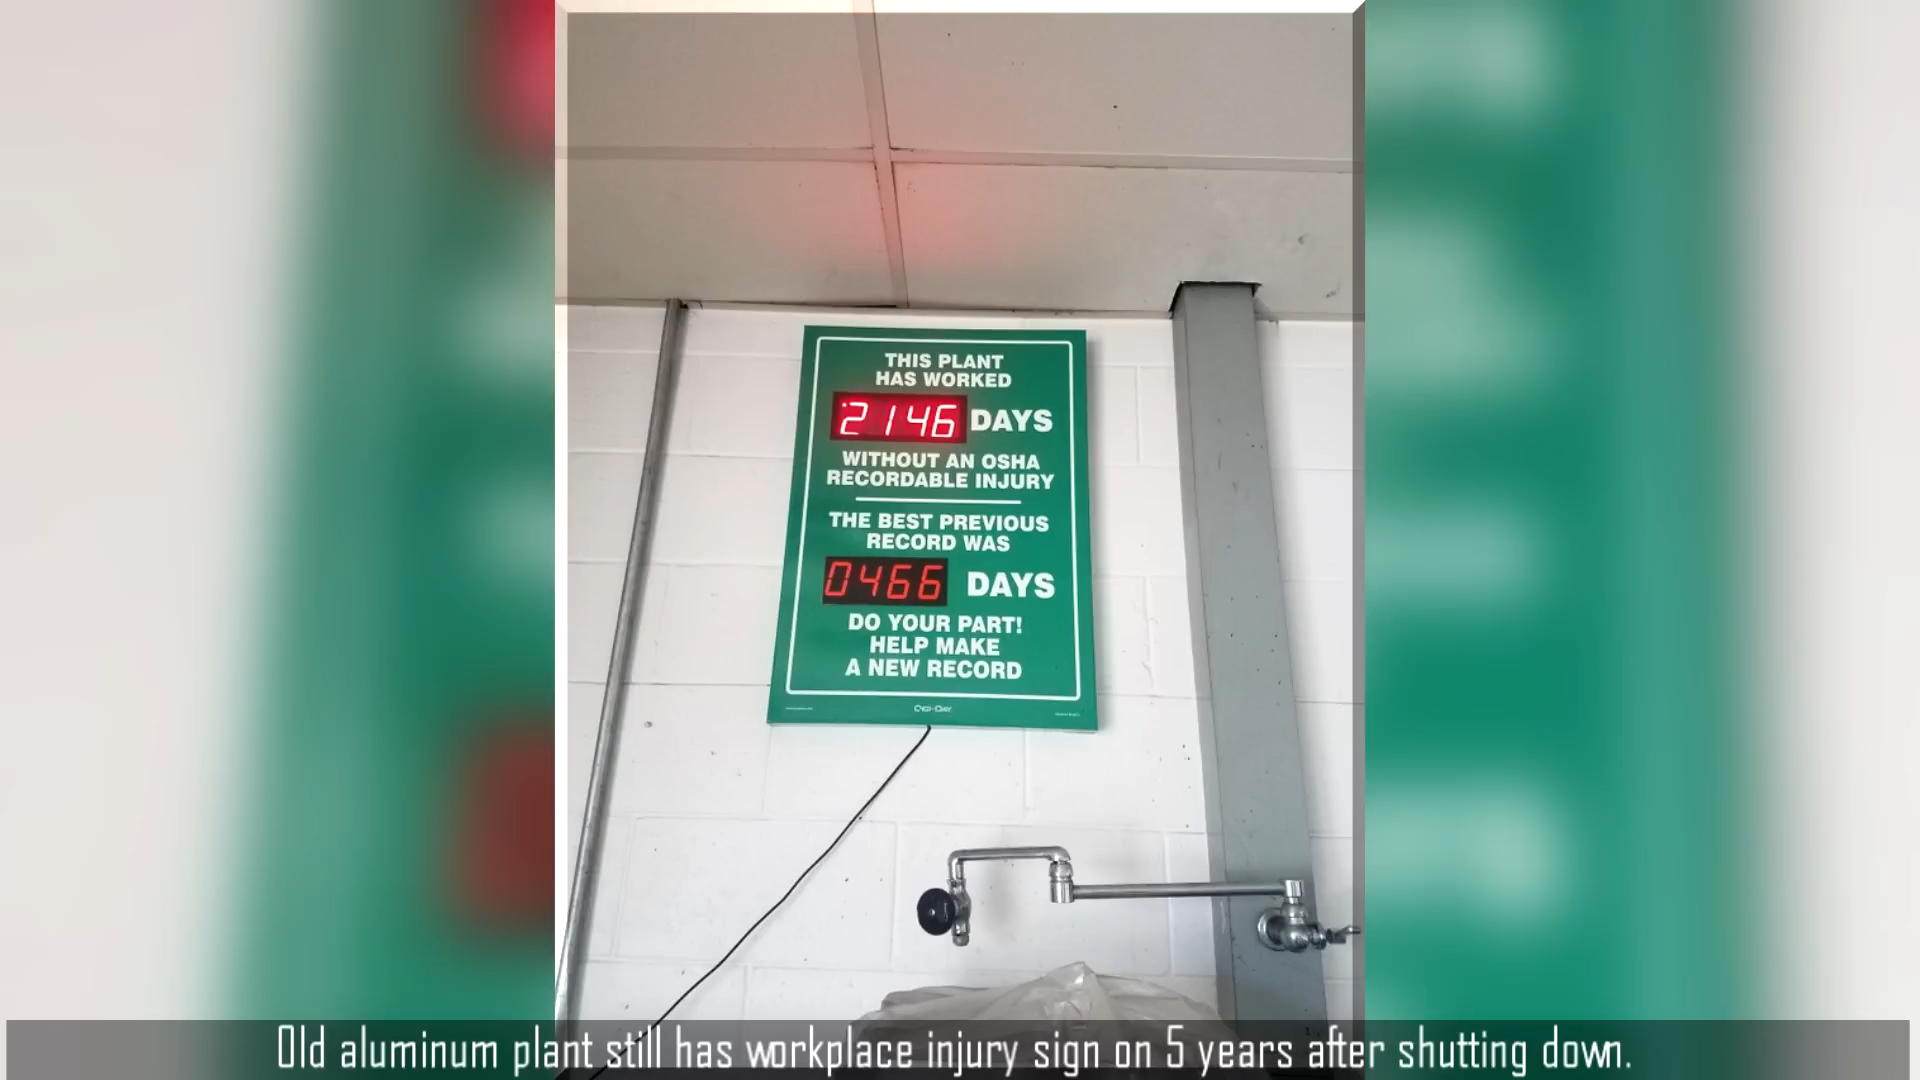 THIS PLANT
HAS WORKED
2146 DAYS
WITHOUT AN OSHA
RECORDABLE INJURY
THE BEST PREVIOUS
RECORD WAS
0466 DAYS
DO YOUR PART!
HELP MAKE
A NEW RECORD
Old aluminum plant still has workplace injury sign on 5 years after shutting down.